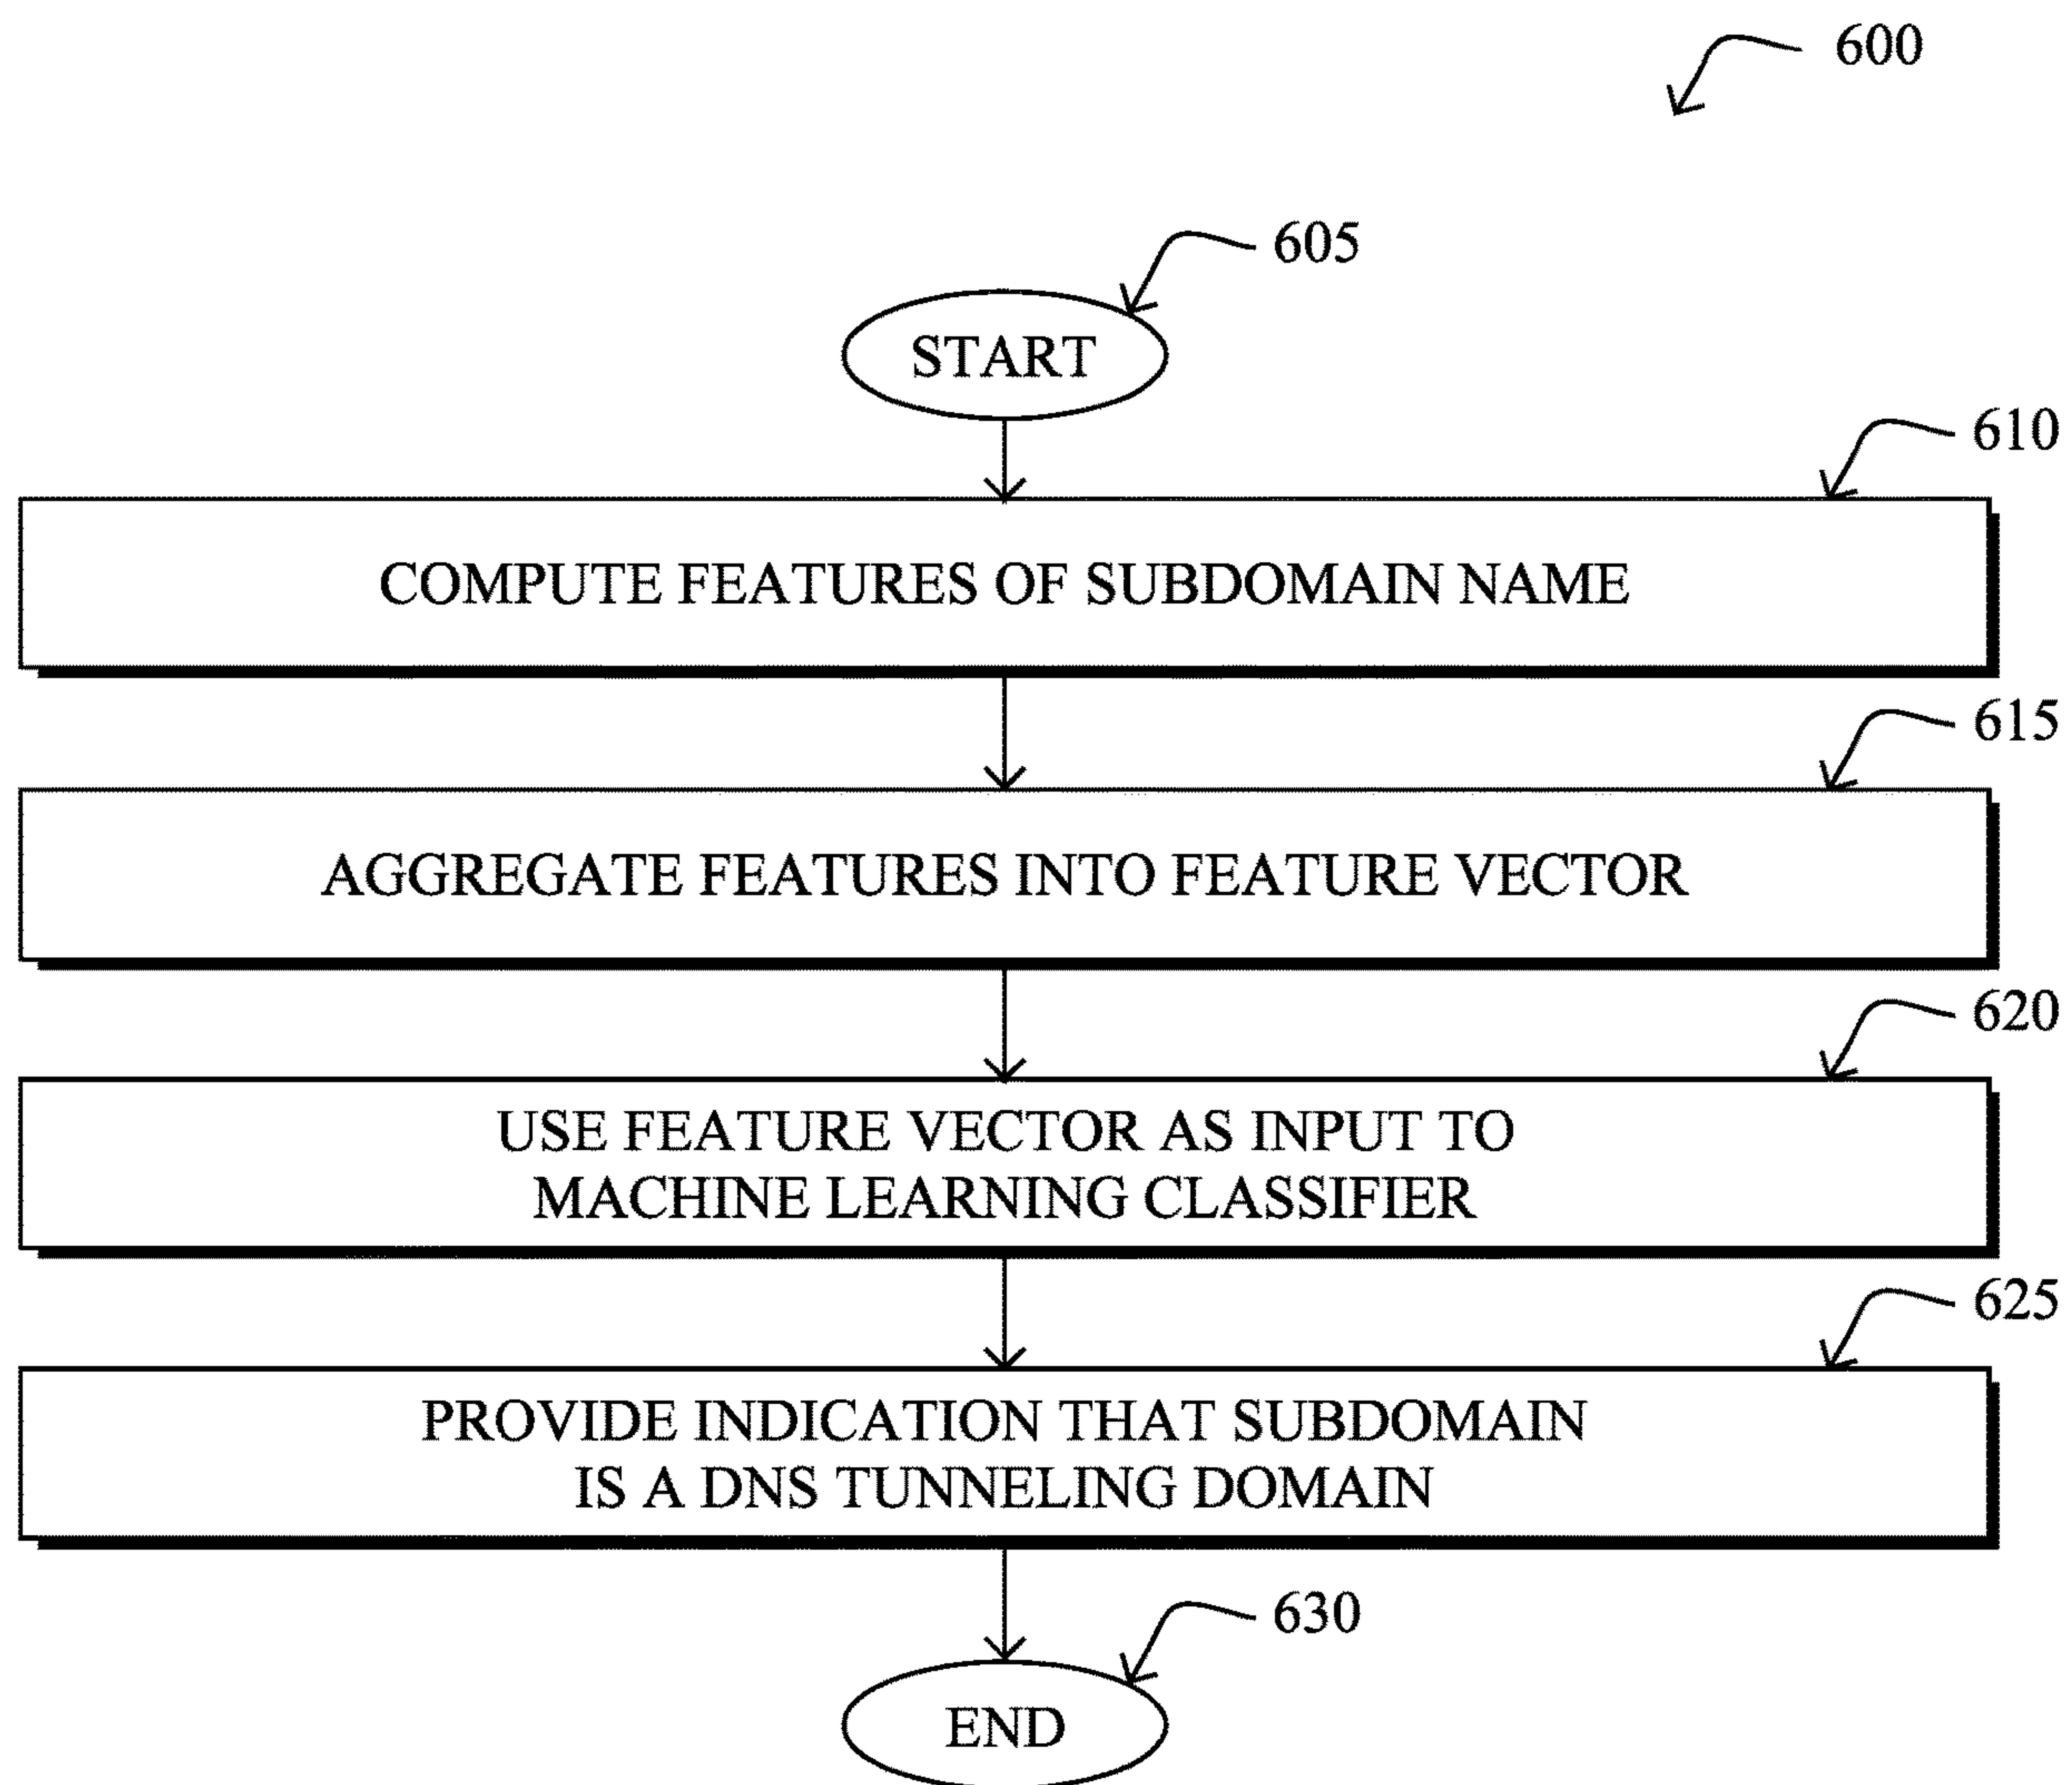 600
605
START
610
COMPUTE FEATURES OF SUBDOMAIN NAME
615
AGGREGATE FEATURES INTO FEATURE VECTOR
620
USE FEATURE VECTOR AS INPUT TO
MACHINE LEARNING CLASSIFIER
625
PROVIDE INDICATION THAT SUBDOMAIN
IS A DNS TUNNELING DOMAIN
630
END